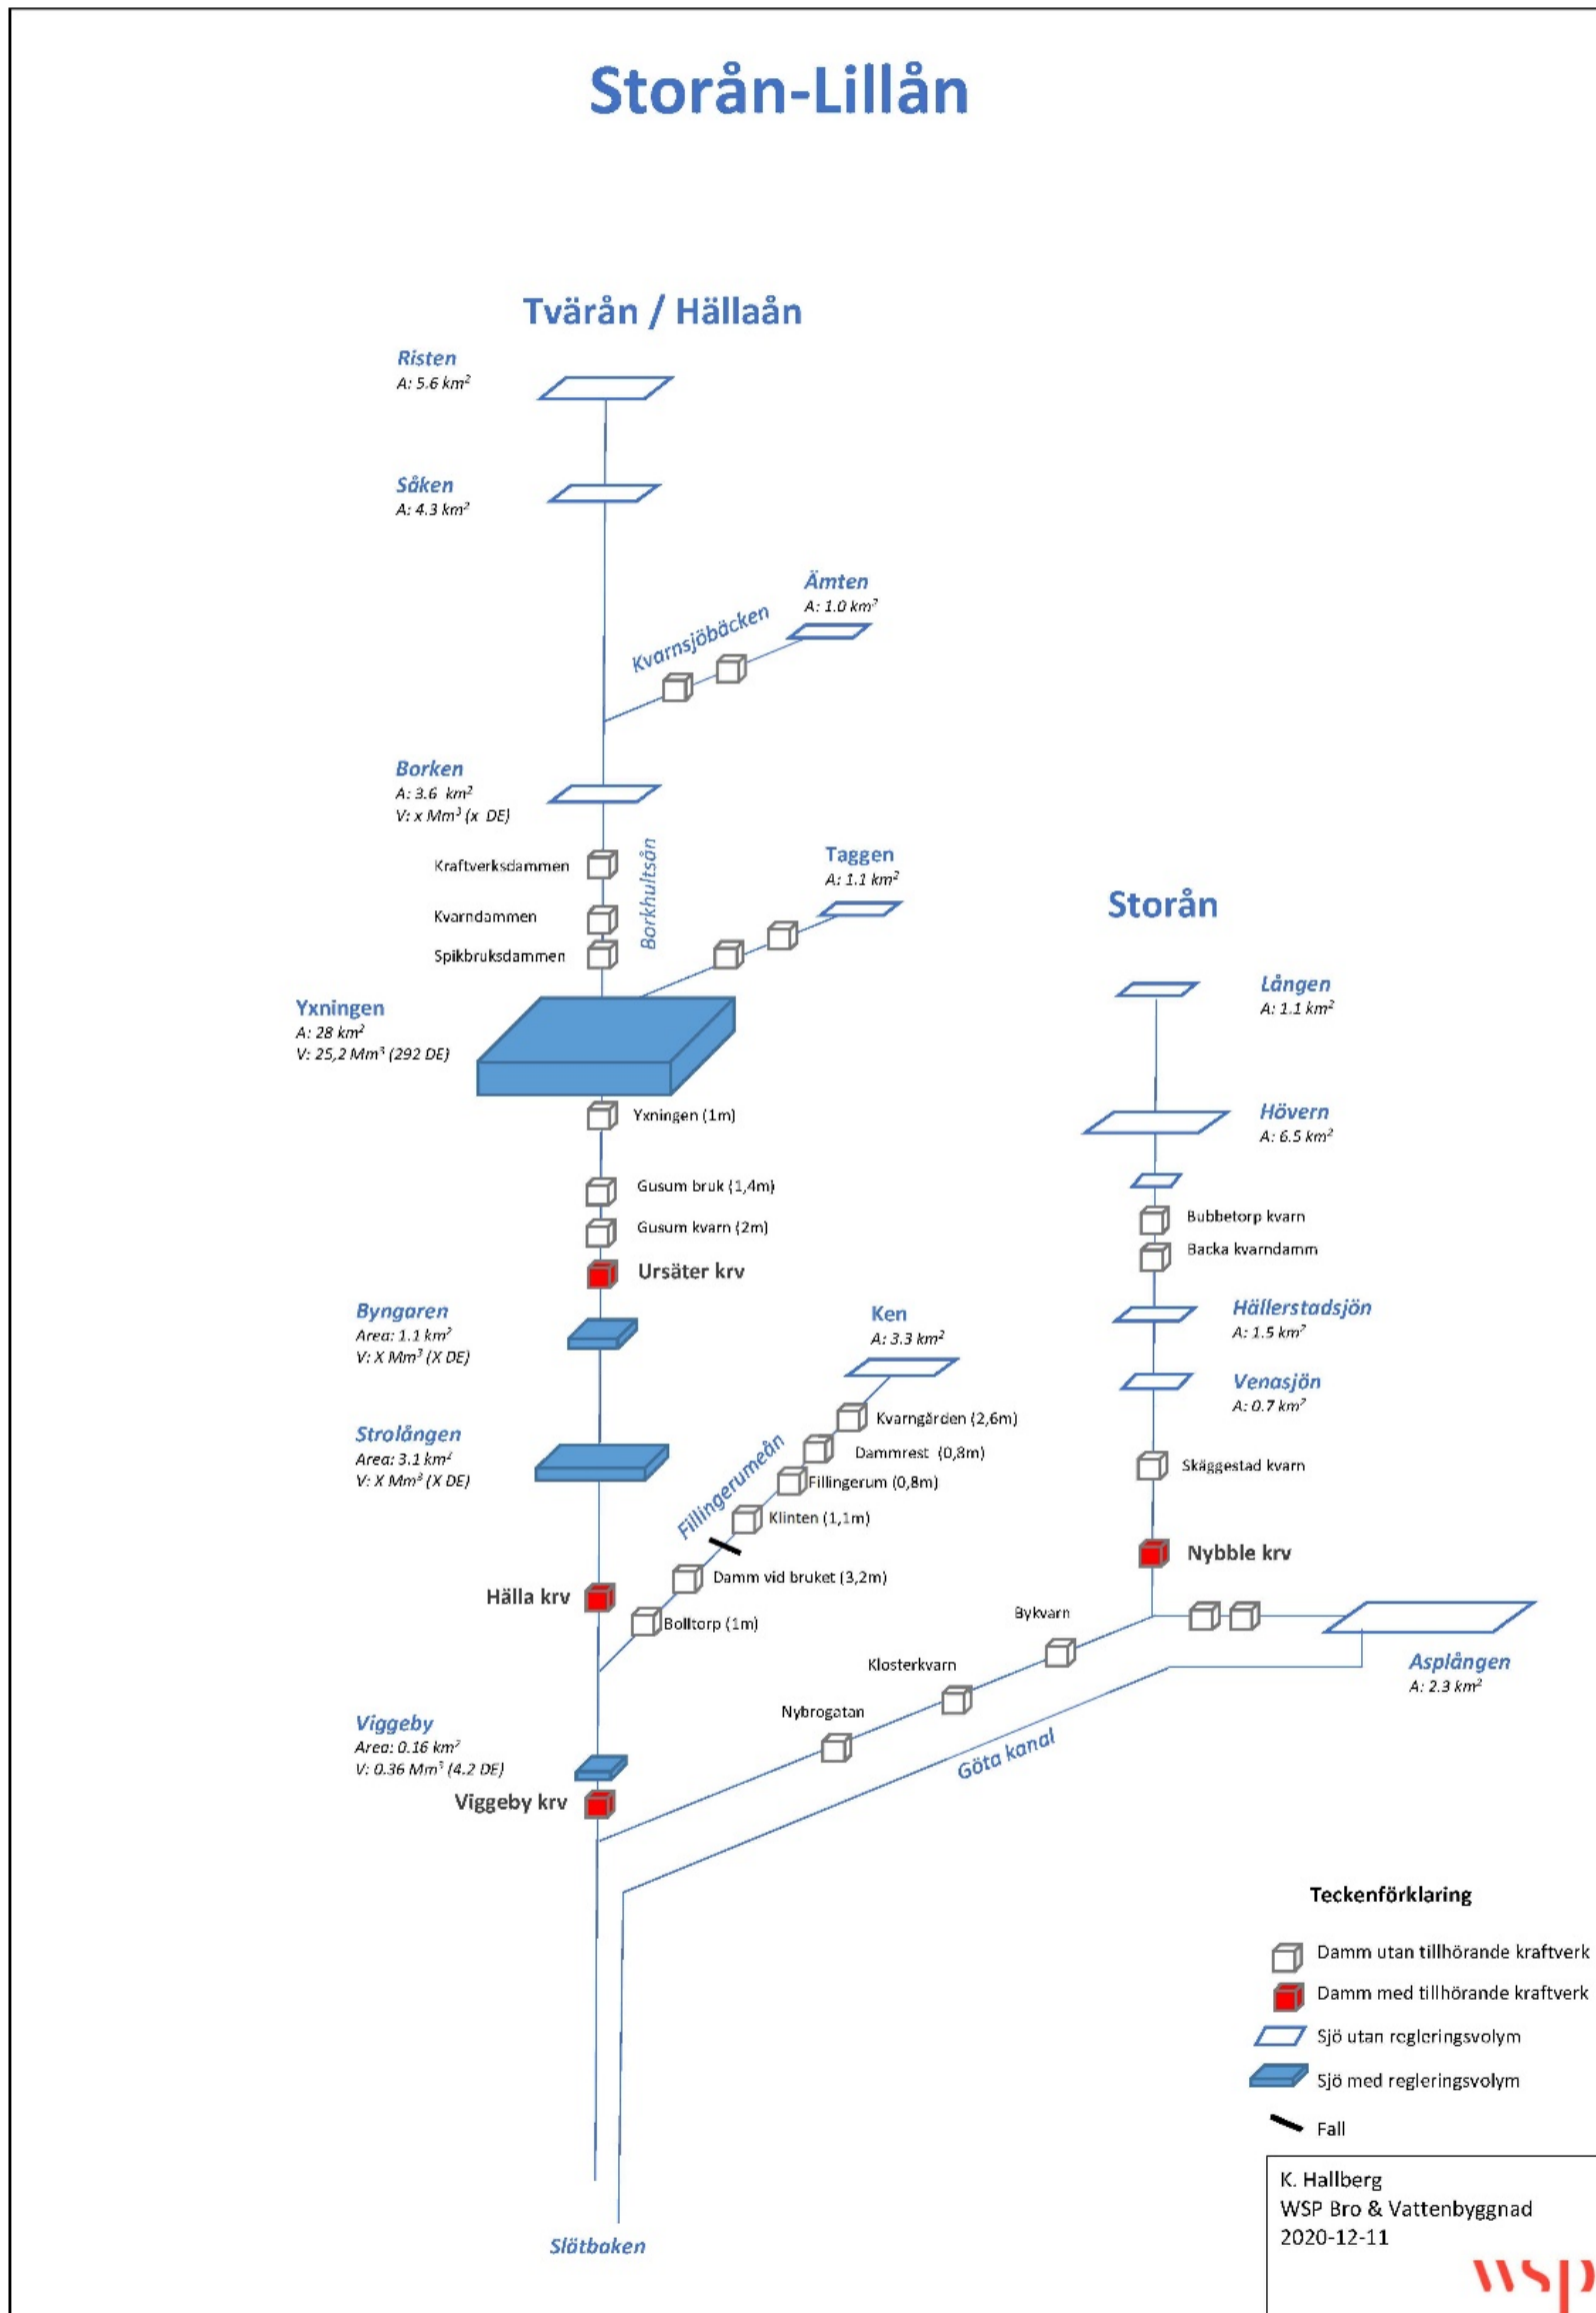 Storån-Lillån
Tvärån / Hällaån
Risten
A: 5.6 km²
Såken
A: 4.3 km²
Ämten
A: 1.0 km²
Kvarnsjöbäcken
Borken
A: 3.6 km²
V: x Mm³ (x DE)
Kraftverksdammen
Kvarndammen
Spikbruksdammen
Borkhultsån
Taggen
A: 1.1 km²
Yxningen
A: 28 km²
V: 25,2 Mm³ (292 DE)
Yxningen (1m)
Gusum bruk (1,4m)
Gusum kvarn (2m)
Ursäter krv
Byngaren
Area: 1.1 km²
V: X Mm³ (X DE)
Strolången
Area: 3.1 km²
V: X Mm³ (X DE)
Hälla krv
Ken
A: 3.3 km²
Fillingerumeån
Kvarngården (2,6m)
Dammrest (0,8m)
Fillingerum (0,8m)
Klinten (1,1m)
Damm vid bruket (3,2m)
Bolltorp (1m)
Viggeby
Area: 0.16 km²
V: 0.36 Mm³ (4.2 DE)
Viggeby krv
Storån
Lången
A: 1.1 km²
Hövern
A: 6.5 km²
Bubbetorp kvarn
Backa kvarndamm
Hällerstadsjön
A: 1.5 km²
Venasjön
A: 0.7 km²
Skäggestad kvarn
Nybble krv
Bykvarn
Klosterkvarn
Nybrogatan
Asplången
A: 2.3 km²
Göta kanal
Slätbaken
Teckenförklaring
Damm utan tillhörande kraftverk
Damm med tillhörande kraftverk
Sjö utan regleringsvolym
Sjö med regleringsvolym
Fall
K. Hallberg
WSP Bro & Vattenbyggnad
2020-12-11
wsp